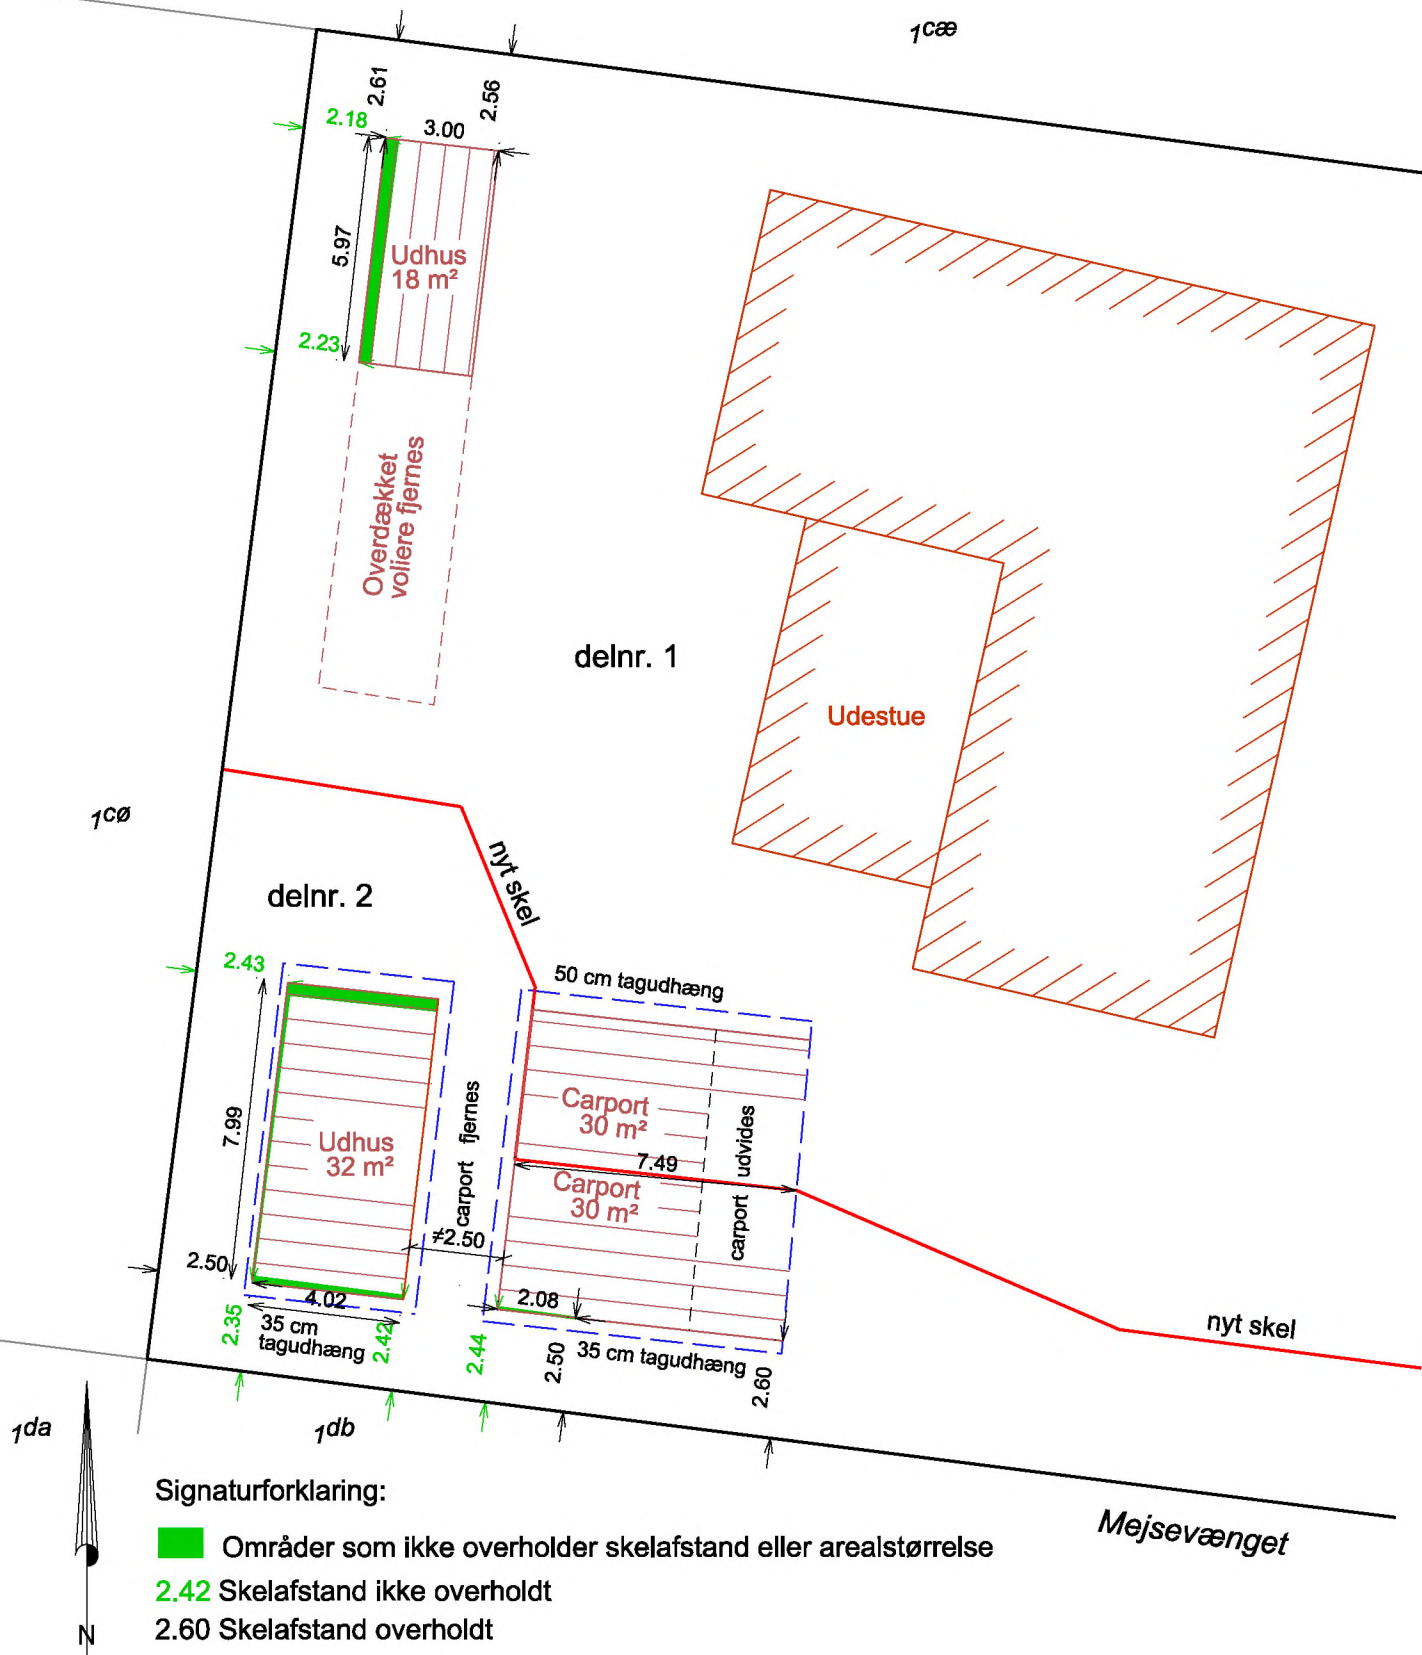 1cæ
2.61
2.56
2.18
3.00
5.97
Udhus
18 m²
2.23
Overdækket
voliere fjernes
delnr. 1
Udestue
1cø
nyt skel
delnr. 2
2.43
50 cm tagudhæng
7.99
Udhus
32 m²
carport fjernes
Carport
30 m²
7.49
Carport
30 m²
carport udvides
≠2.50
2.50
4.02
2.08
2.35
35 cm
tagudhæng
2.42
2.44
2.50
35 cm tagudhæng
2.60
nyt skel
1da
1db
Mejsevænget
Signaturforklaring:
Områder som ikke overholder skelafstand eller arealstørrelse
2.42 Skelafstand ikke overholdt
2.60 Skelafstand overholdt
N